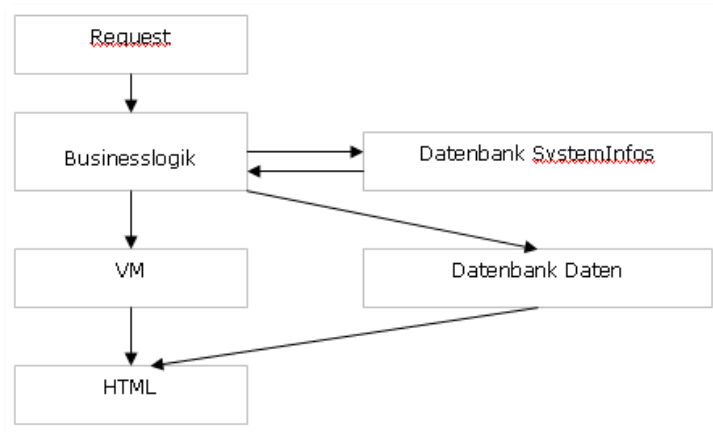 Request
Businesslogik
Datenbank SystemInfos
VM
Datenbank Daten
HTML